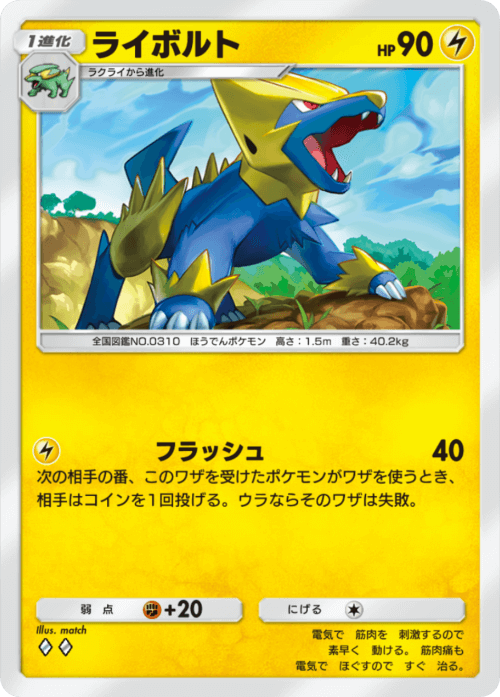 1進化
ライボルト
HP90
ラクライから進化
全国図鑑NO.0310 ほうでんポケモン 高さ:1.5m 重さ:40.2kg
フラッシュ 40
次の相手の番、このワザを受けたポケモンがワザを使うとき、
相手はコインを1回投げる。ウラならそのワザは失敗。
弱点 +20
にげる
Illus. match
電気で 筋肉を 刺激するので
素早く 動ける。筋肉痛も
電気で ほぐすので すぐ 治る。